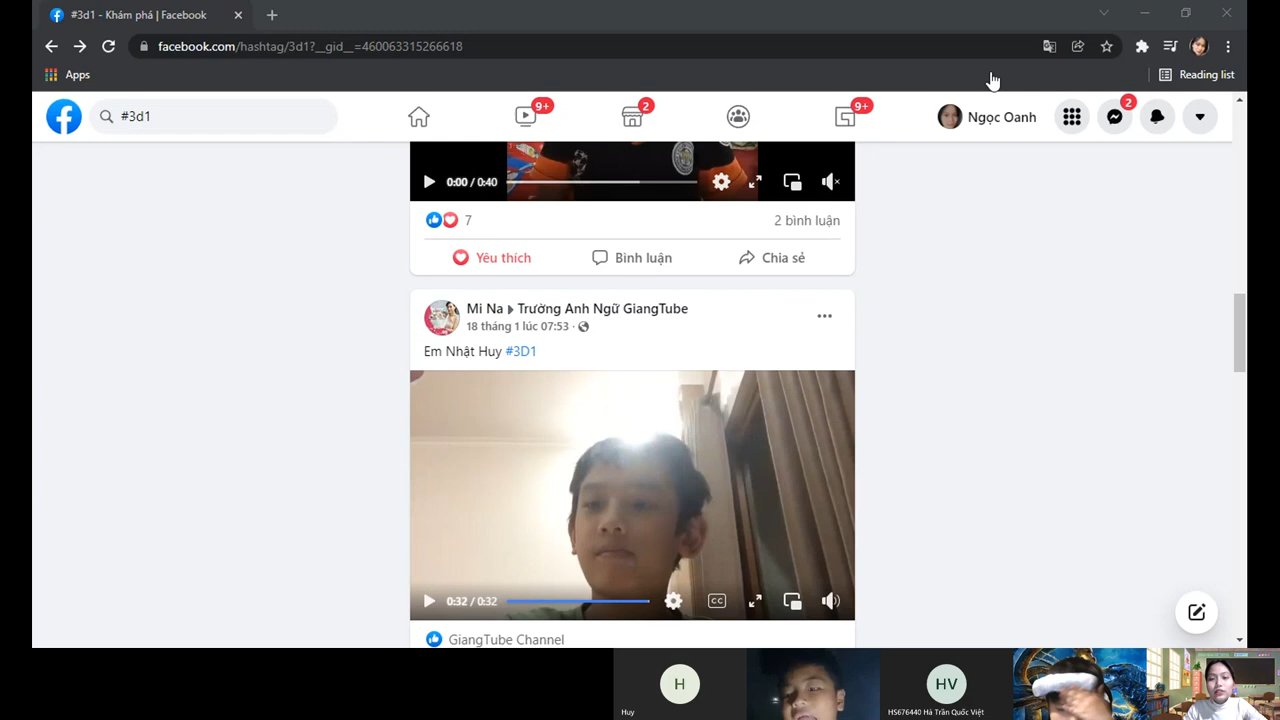 #3d1 - Khám phá | Facebook
facebook.com/hashtag/3d1?__gid__=460063315266618
Apps
Reading list
#3d1
9+
2
9+
Ngọc Oanh
2
0:00 / 0:40
7
2 bình luận
Yêu thích
Bình luận
Chia sẻ
Mi Na Trường Anh Ngữ GiangTube
18 tháng 1 lúc 07:53 ·
Em Nhật Huy #3D1
0:32 / 0:32
CC
GiangTube Channel
H
HV
Huy
HS676440 Hà Trần Quốc Việt